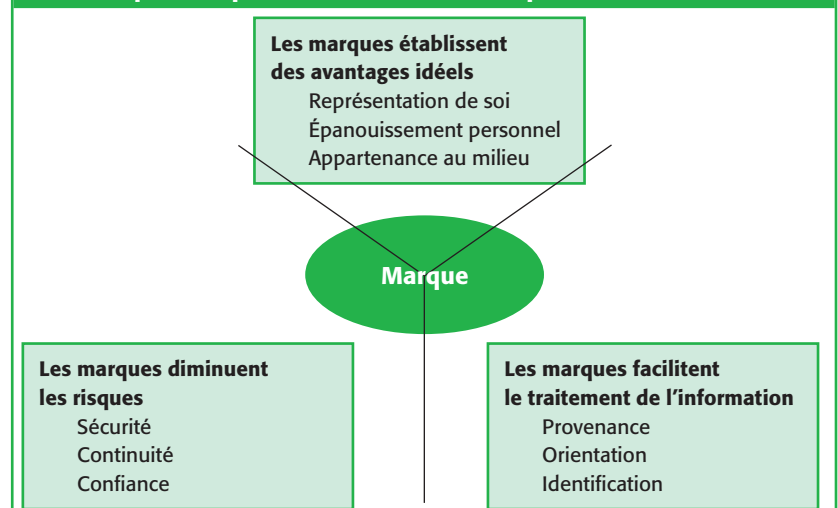 Les marques établissent
des avantages idéels
Représentation de soi
Épanouissement personnel
Appartenance au milieu
Marque
Les marques diminuent
les risques
Sécurité
Continuité
Confiance
Les marques facilitent
le traitement de l'information
Provenance
Orientation
Identification